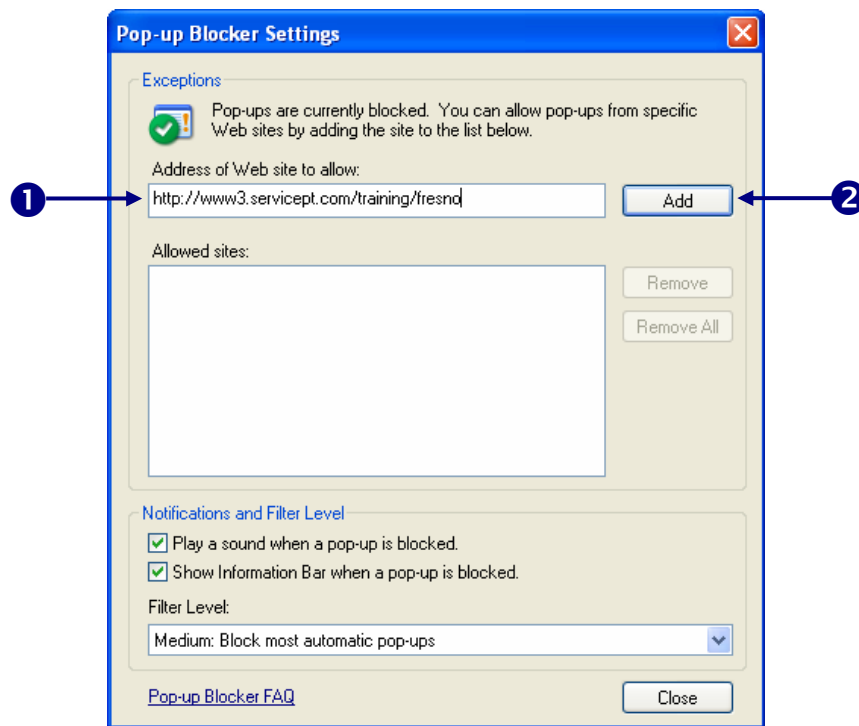 Pop-up Blocker Settings
Exceptions
Pop-ups are currently blocked. You can allow pop-ups from specific
Web sites by adding the site to the list below.
Address of Web site to allow:
1
http://www3.servicept.com/training/fresno
Add
2
Allowed sites:
Remove
Remove All
Notifications and Filter Level
Play a sound when a pop-up is blocked.
Show Information Bar when a pop-up is blocked.
Filter Level:
Medium: Block most automatic pop-ups
Pop-up Blocker FAQ
Close